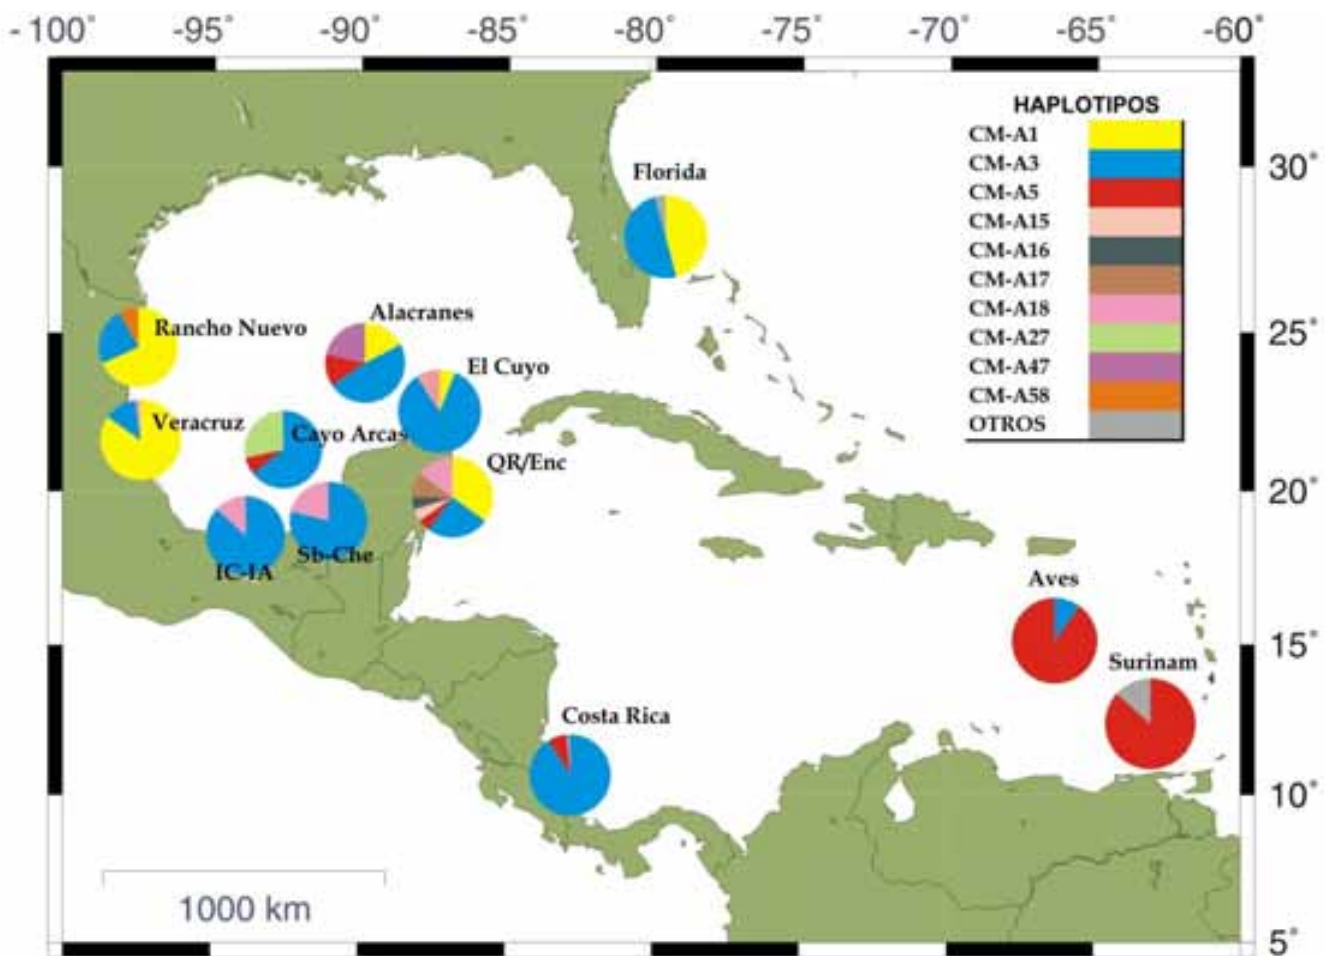 -100° -95° -90° -85° -80° -75° -70° -65° -60°
HAPLOTIPOS
CM-A1
CM-A3
CM-A5
CM-A15
CM-A16
CM-A17
CM-A18
CM-A27
CM-A47
CM-A58
OTROS
30°
Florida
Alacranes
Rancho Nuevo
25°
El Cuyo
Veracruz
Cayo Arcas
QR/Enc
20°
Sb-Che
IC-IA
Aves
15°
Surinam
Costa Rica
10°
1000 km
5°